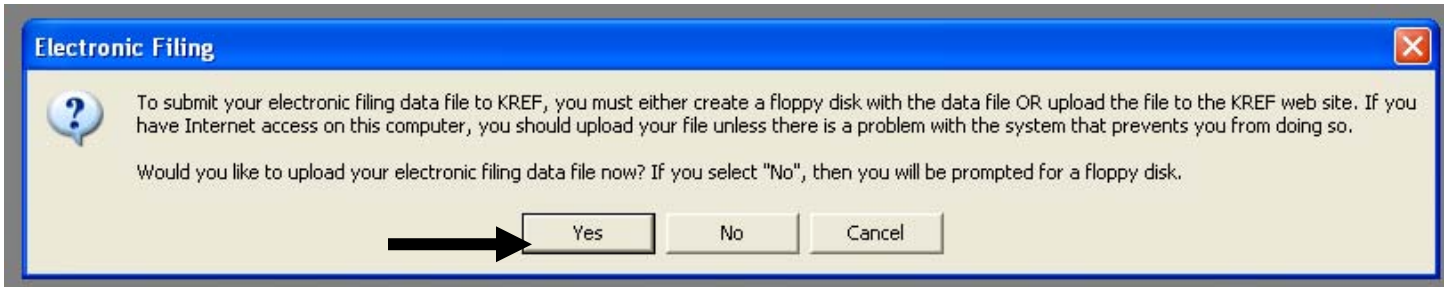 Electronic Filing
To submit your electronic filing data file to KREF, you must either create a floppy disk with the data file OR upload the file to the KREF web site. If you
have Internet access on this computer, you should upload your file unless there is a problem with the system that prevents you from doing so.
Would you like to upload your electronic filing data file now? If you select "No", then you will be prompted for a floppy disk.
Yes No Cancel